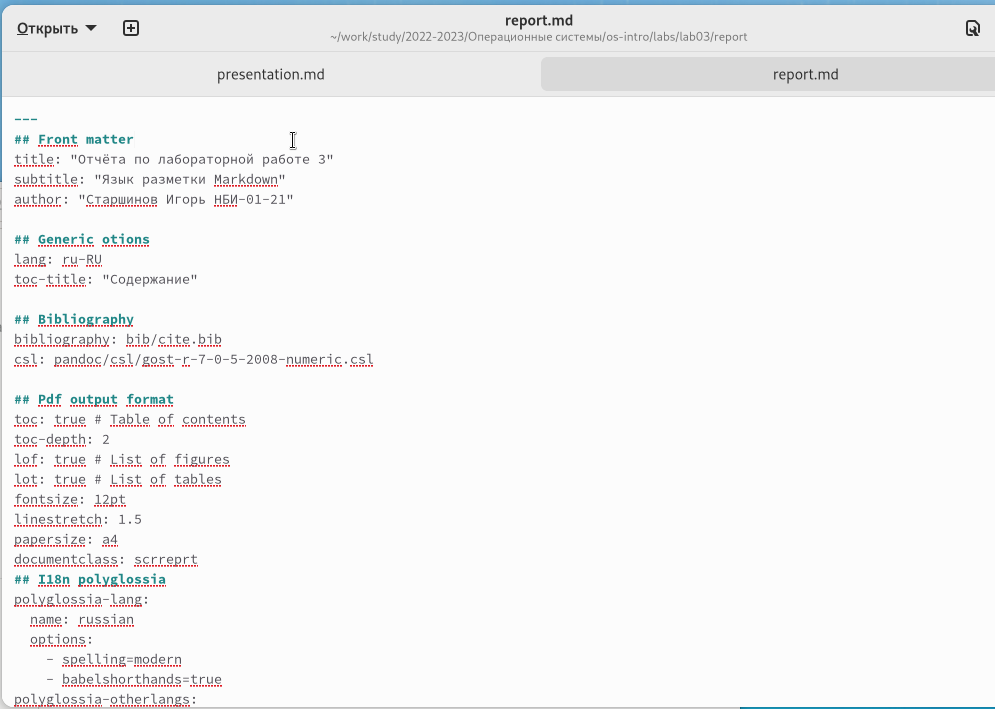 Открыть
report.md
~/work/study/2022-2023/Операционные системы/os-intro/labs/lab03/report
presentation.md
report.md
---
## Front matter
title: "Отчёта по лабораторной работе 3"
subtitle: "Язык разметки Markdown"
author: "Старшинов Игорь НБИ-01-21"
## Generic otions
lang: ru-RU
toc-title: "Содержание"
## Bibliography
bibliography: bib/cite.bib
csl: pandoc/csl/gost-r-7-0-5-2008-numeric.csl
## Pdf output format
toc: true # Table of contents
toc-depth: 2
lof: true # List of figures
lot: true # List of tables
fontsize: 12pt
linestretch: 1.5
papersize: a4
documentclass: scrreprt
## I18n polyglossia
polyglossia-lang:
name: russian
options:
- spelling=modern
- babelshorthands=true
polyglossia-otherlangs: